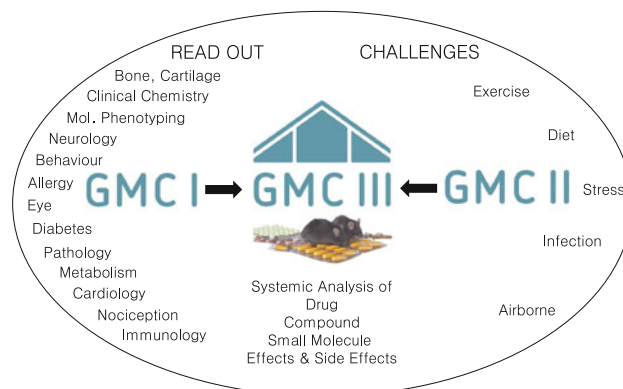 READ OUT
Bone, Cartilage
Clinical Chemistry
Mol. Phenotyping
Neurology
Behaviour
Allergy
Eye
Diabetes
Pathology
Metabolism
Cardiology
Nociception
Immunology
GMC I
GMC III
Systemic Analysis of
Drug
Compound
Small Molecule
Effects & Side Effects
CHALLENGES
GMC II
Exercise
Diet
Stress
Infection
Airborne